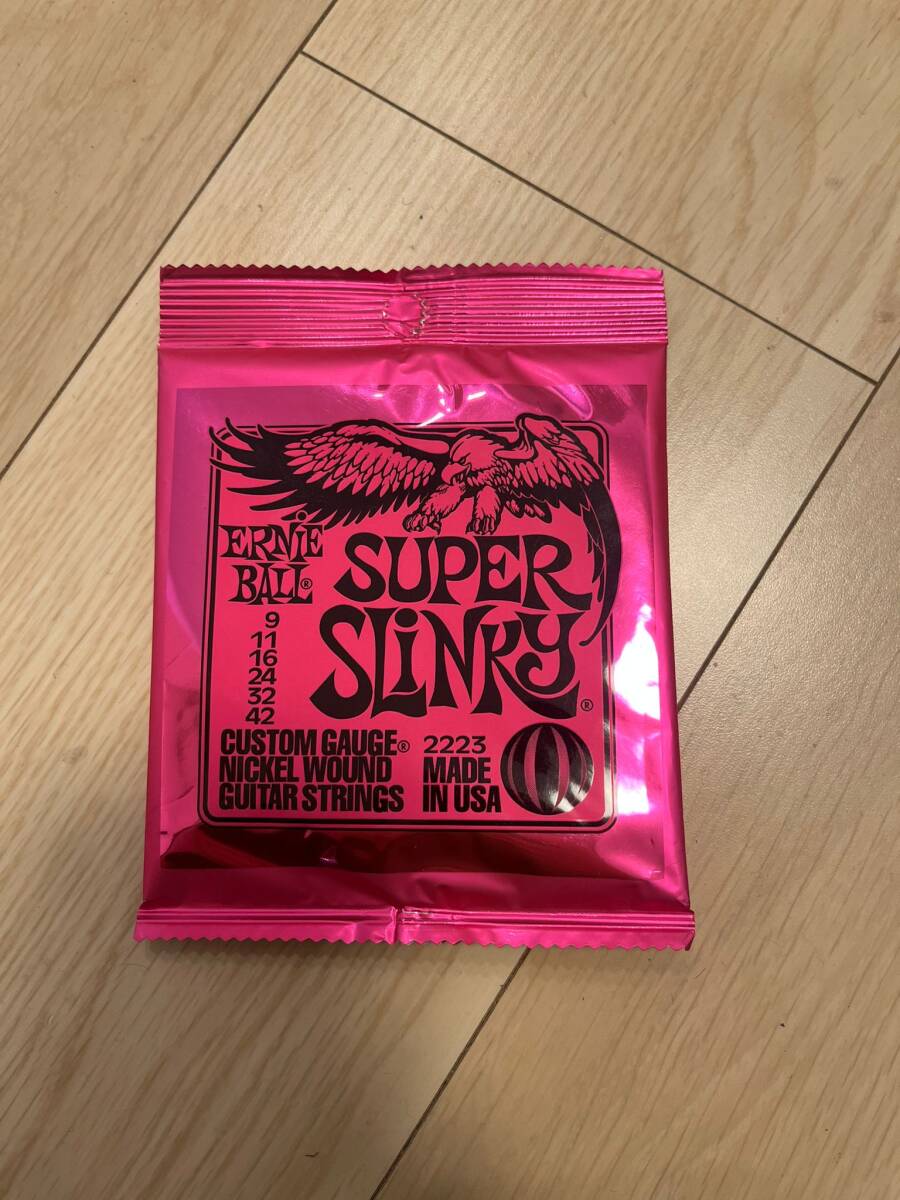 ERNiE
BALL®
SUPER
SLiNKY®
9
11
16
24
32
42
CUSTOM GAUGE®
NICKEL WOUND
GUITAR STRINGS
2223
MADE
IN USA